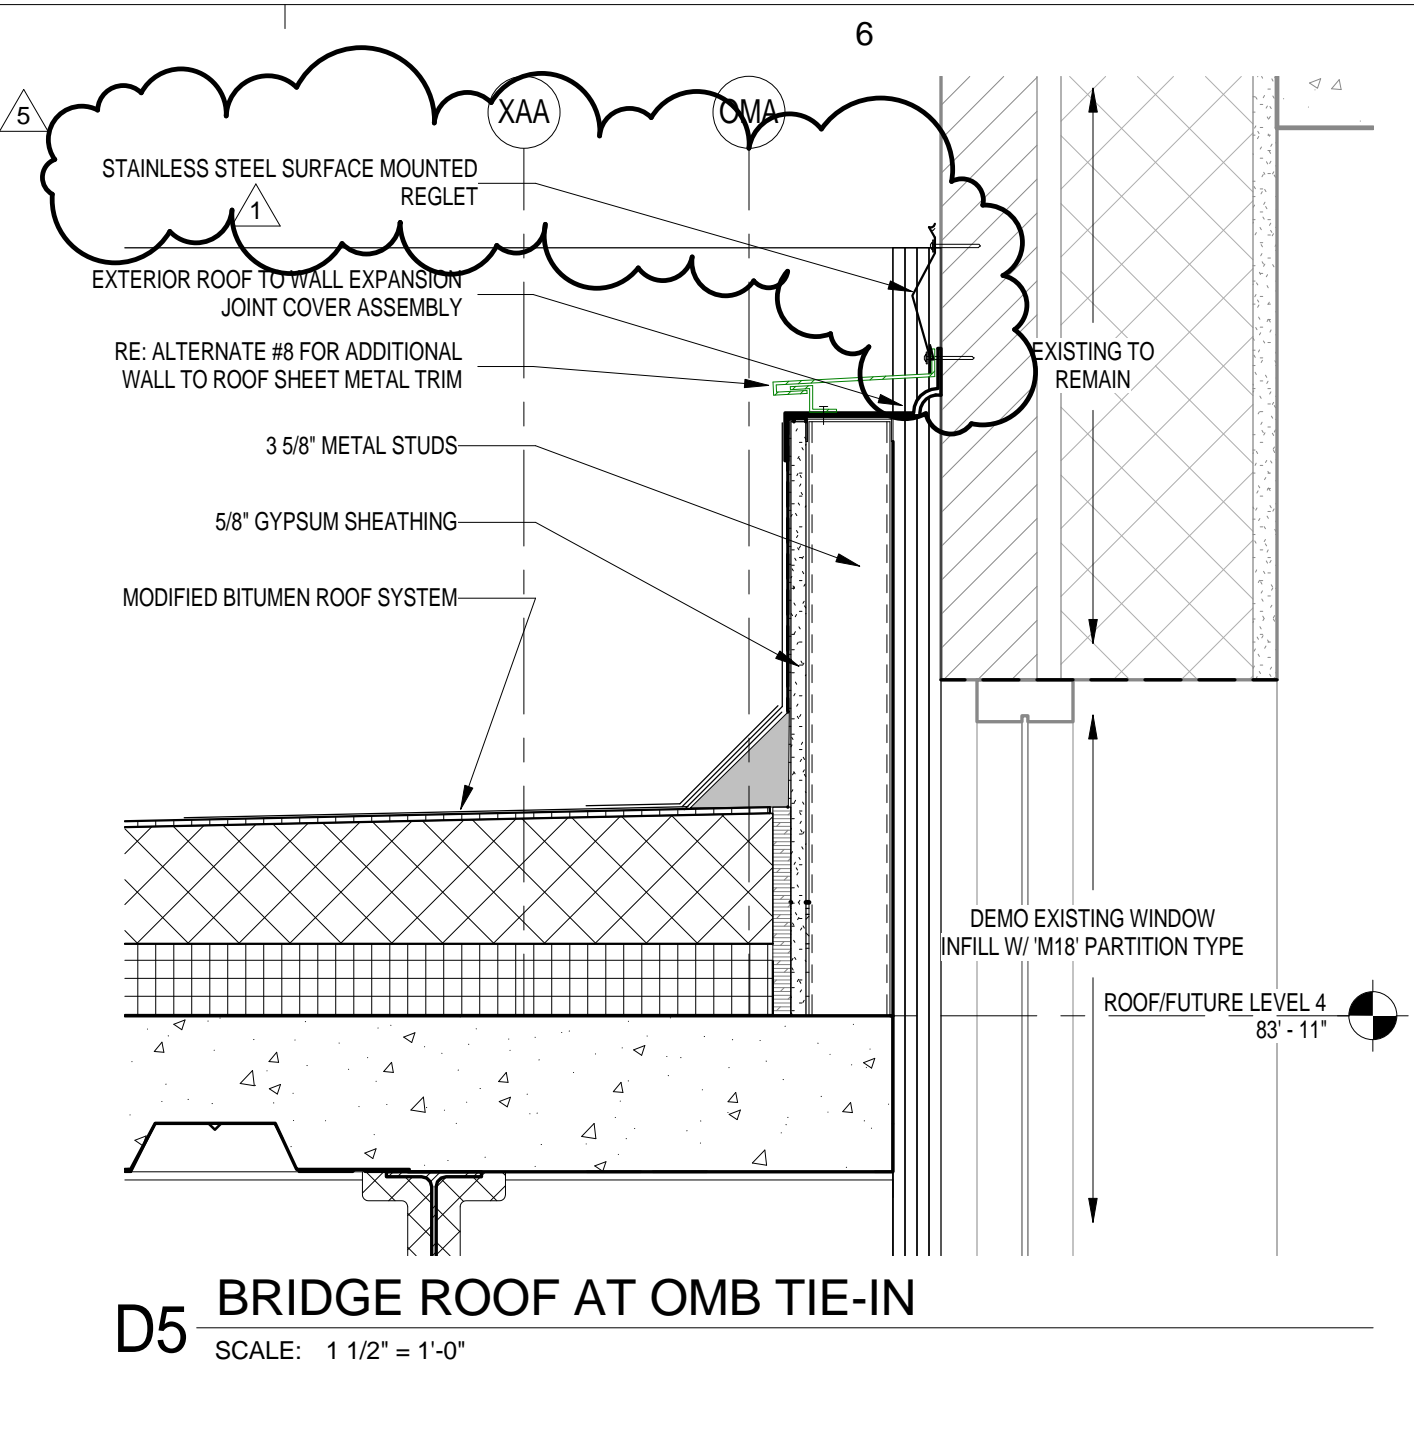 6
5
XAA
OMA
STAINLESS STEEL SURFACE MOUNTED
REGLET
1
EXTERIOR ROOF TO WALL EXPANSION
JOINT COVER ASSEMBLY
RE: ALTERNATE #8 FOR ADDITIONAL
WALL TO ROOF SHEET METAL TRIM
EXISTING TO
REMAIN
3 5/8" METAL STUDS
5/8" GYPSUM SHEATHING
MODIFIED BITUMEN ROOF SYSTEM
DEMO EXISTING WINDOW
INFILL W/ 'M18' PARTITION TYPE
ROOF/FUTURE LEVEL 4
83' - 11"
D5
BRIDGE ROOF AT OMB TIE-IN
SCALE: 1 1/2" = 1'-0"